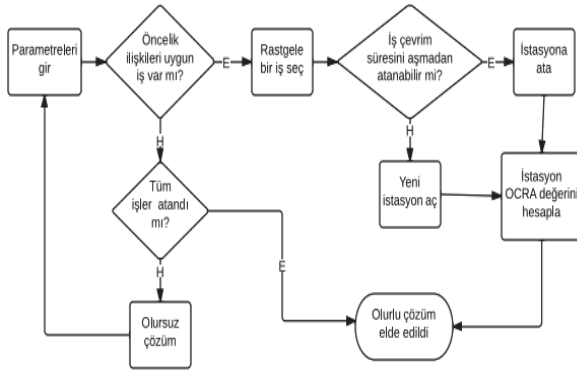 Parametreleri
gir
Öncelik
ilişkileri uygun
iş var mı?
E
Rastgele
bir iş seç
İş çevrim
süresini aşmadan
atanabilir mi?
E
İstasyona
ata
H
H
Tüm
işler atandı
mı?
Yeni
istasyon aç
İstasyon
OCRA değerini
hesapla
H
E
Olursuz
çözüm
Olurlu çözüm
elde edildi